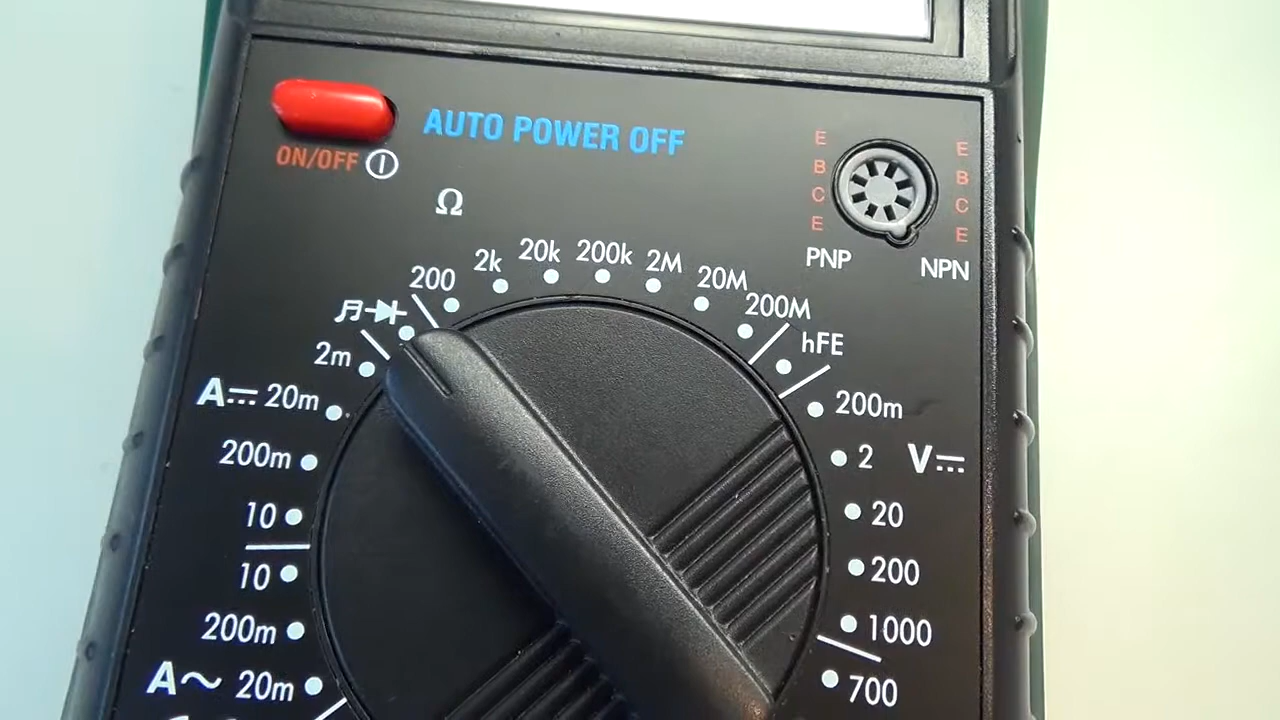 AUTO POWER OFF
ON/OFF
Ω
200
2k
20k
200k
2M
20M
200M
hFE
E
B
C
E
PNP
E
B
C
E
NPN
2m
A 20m
200m
10
10
200m
A~ 20m
200m
2 V
20
200
1000
700